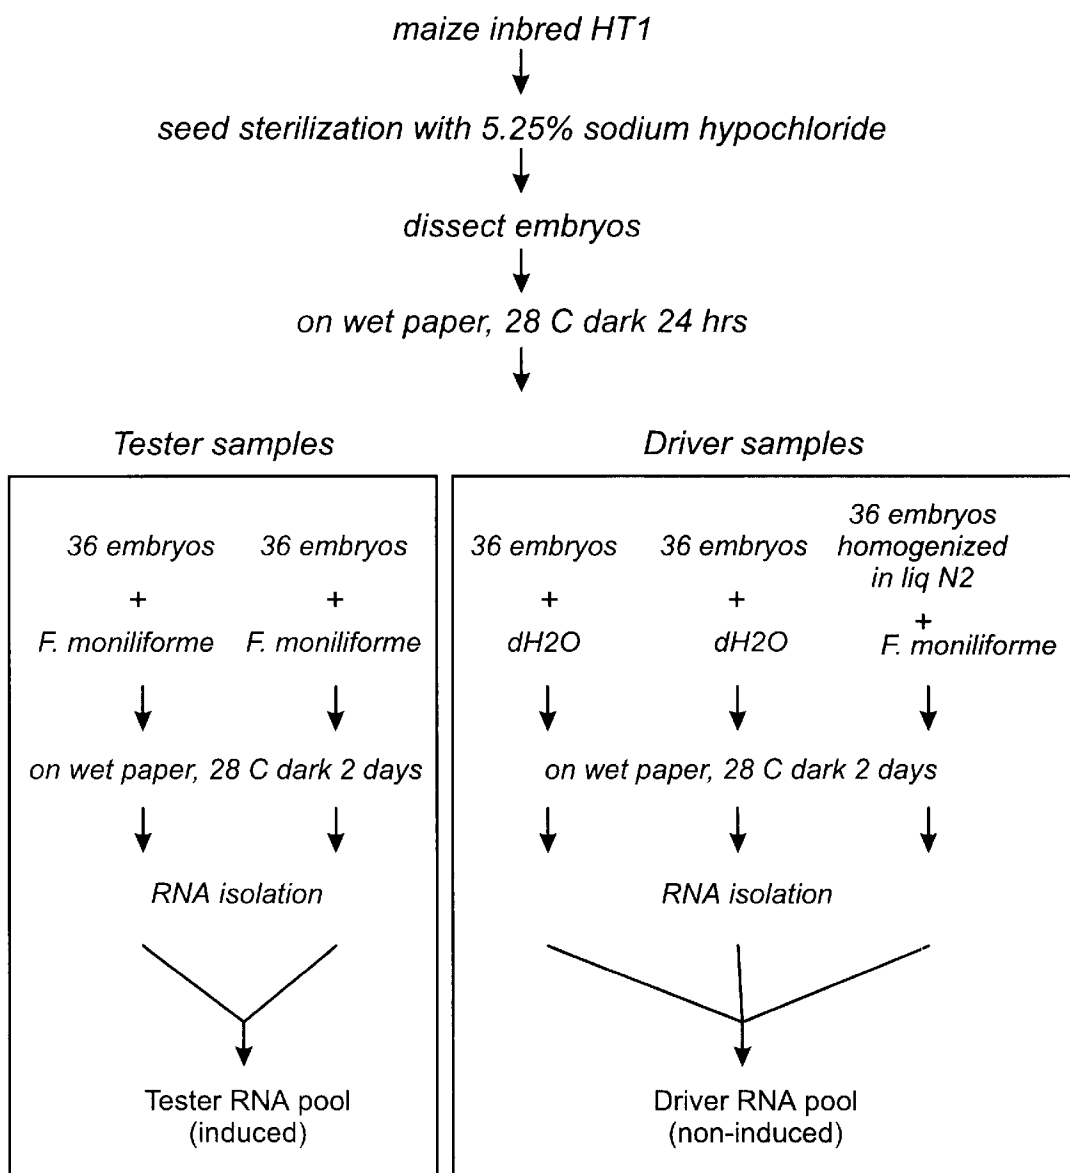 maize inbred HT1
seed sterilization with 5.25% sodium hypochloride
dissect embryos
on wet paper, 28 C dark 24 hrs
Tester samples
36 embryos
+
F. moniliforme
36 embryos
+
F. moniliforme
on wet paper, 28 C dark 2 days
RNA isolation
Tester RNA pool
(induced)
Driver samples
36 embryos
+
dH2O
36 embryos
+
dH2O
36 embryos
homogenized
in liq N2
+
F. moniliforme
on wet paper, 28 C dark 2 days
RNA isolation
Driver RNA pool
(non-induced)